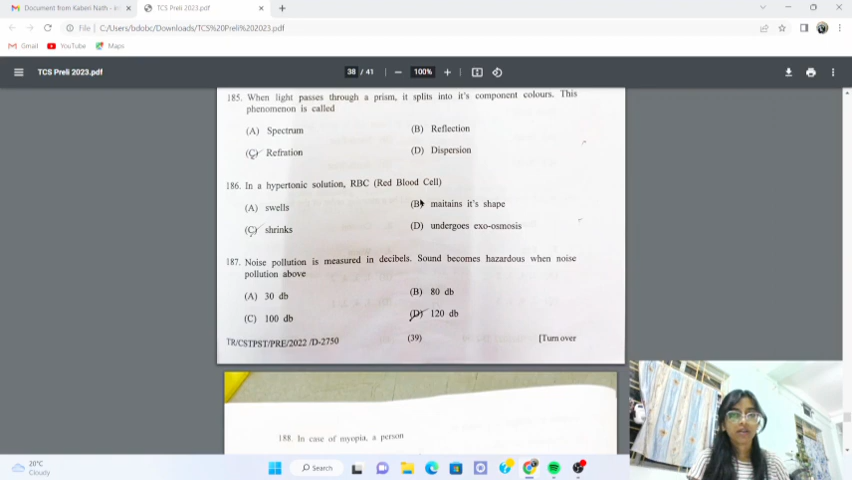 Document from Kaberi Nath - in
TCS Preli 2023.pdf
File
C:/Users/bdobc/Downloads/TCS%20Preli%202023.pdf
Gmail
YouTube
Maps
TCS Preli 2023.pdf
38 / 41
100%
185. When light passes through a prism, it splits into it's component colours. This
phenomenon is called
(A) Spectrum
(B) Reflection
(C) Refration
(D) Dispersion
186. In a hypertonic solution, RBC (Red Blood Cell)
(A) swells
(B) maitains it's shape
(C) shrinks
(D) undergoes exo-osmosis
187. Noise pollution is measured in decibels. Sound becomes hazardous when noise
pollution above
(A) 30 db
(B) 80 db
(C) 100 db
(D) 120 db
TR/CSTPST/PRE/2022 /D-2750
(39)
[Turn over
188. In case of myopia, a person
20°C
Cloudy
Search